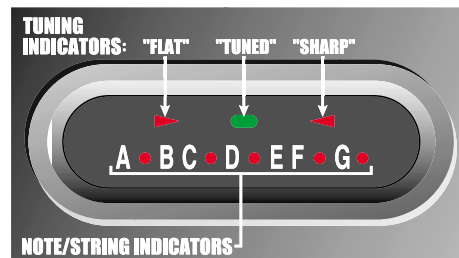 TUNING
INDICATORS: "FLAT" "TUNED" "SHARP"
A B C D E F G
NOTE/STRING INDICATORS